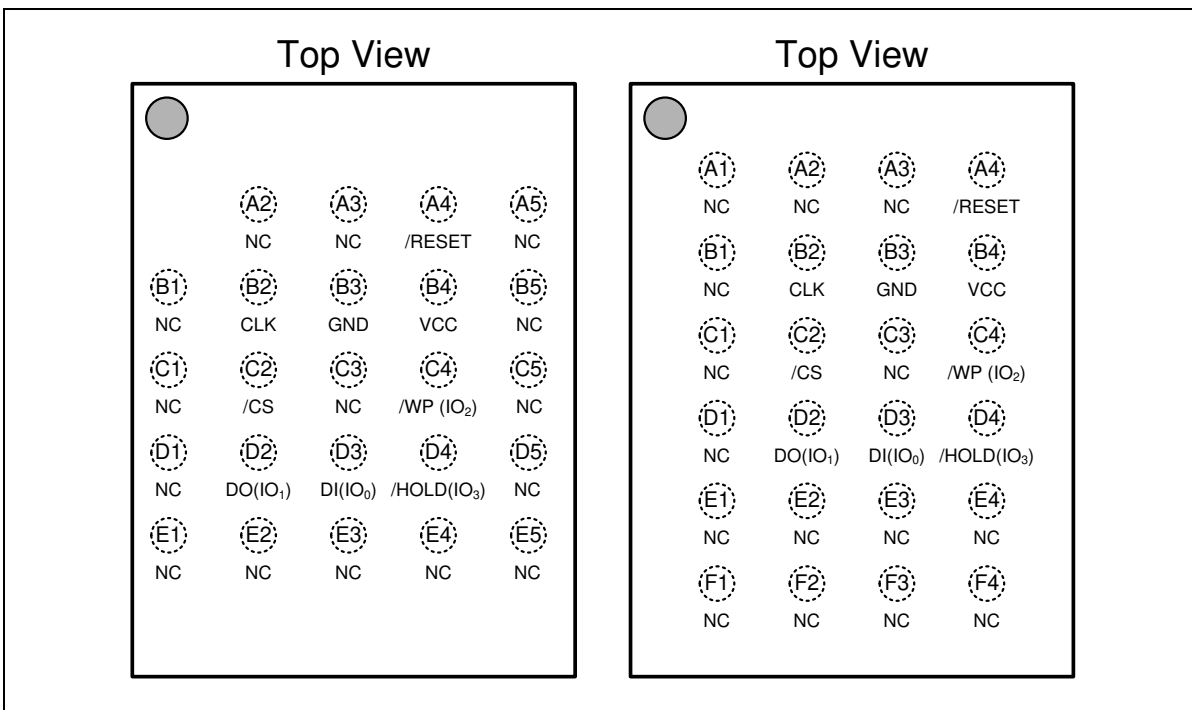 Top View
A2 A3 A4 A5
NC NC /RESET NC
B1 B2 B3 B4 B5
NC CLK GND VCC NC
C1 C2 C3 C4 C5
NC /CS NC /WP (IO₂) NC
D1 D2 D3 D4 D5
NC DO(IO₁) DI(IO₀) /HOLD(IO₃) NC
E1 E2 E3 E4 E5
NC NC NC NC NC
Top View
A1 A2 A3 A4
NC NC NC /RESET
B1 B2 B3 B4
NC CLK GND VCC
C1 C2 C3 C4
NC /CS NC /WP (IO₂)
D1 D2 D3 D4
NC DO(IO₁) DI(IO₀) /HOLD(IO₃)
E1 E2 E3 E4
NC NC NC NC
F1 F2 F3 F4
NC NC NC NC